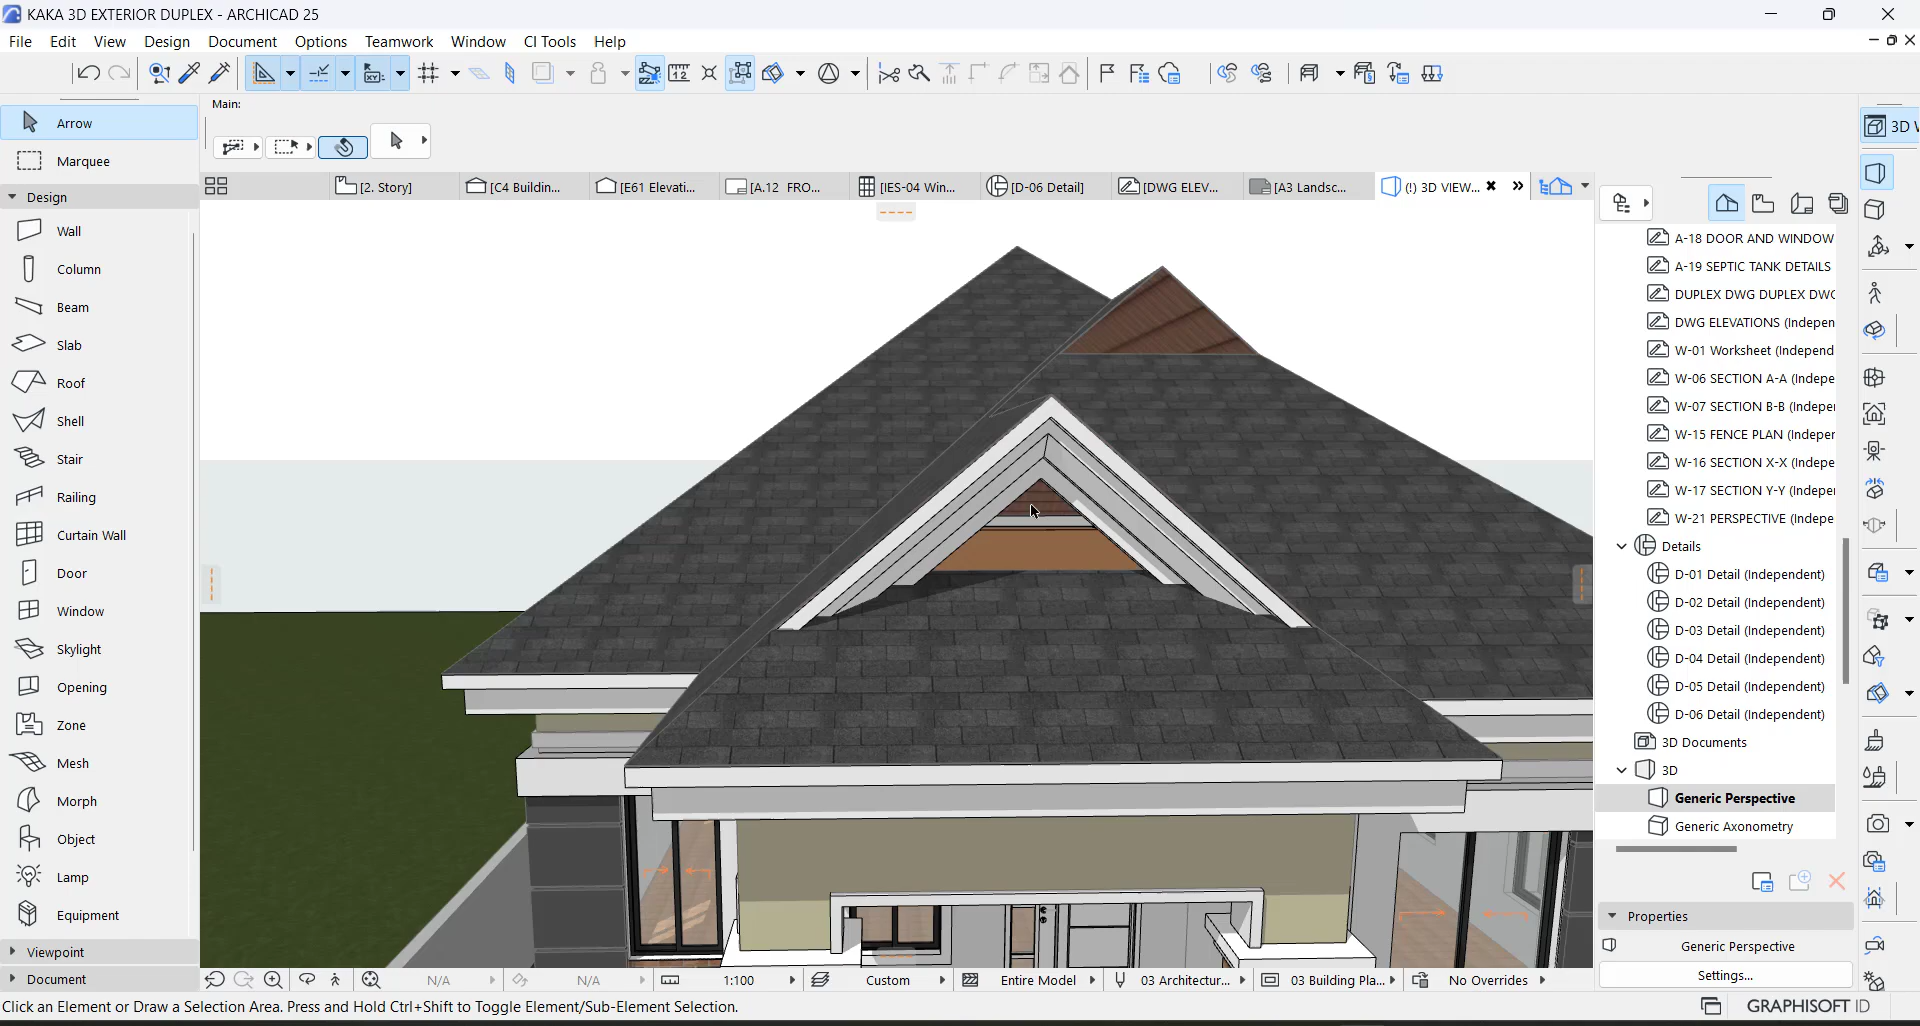 KAKA 3D EXTERIOR DUPLEX - ARCHICAD 25
File Edit View Design Document Options Teamwork Window CI Tools Help
Main:
Arrow
Marquee
Design
Wall
Column
Beam
Slab
Roof
Shell
Stair
Railing
Curtain Wall
Door
Window
Skylight
Opening
Zone
Mesh
Morph
Object
Lamp
Equipment
Viewpoint
Document
[2. Story] [C4 Buildin... [E61 Elevati... [A.12 FRO... [IES-04 Win... [D-06 Detail] [DWG ELEV... [A3 Landsc... (!) 3D VIEW...
3D V
A-18 DOOR AND WINDOW
A-19 SEPTIC TANK DETAILS
DUPLEX DWG DUPLEX DWG
DWG ELEVATIONS (Indepen
W-01 Worksheet (Independ
W-06 SECTION A-A (Indepe
W-07 SECTION B-B (Indeper
W-15 FENCE PLAN (Indeper
W-16 SECTION X-X (Indepe
W-17 SECTION Y-Y (Indeper
W-21 PERSPECTIVE (Indepe
Details
D-01 Detail (Independent)
D-02 Detail (Independent)
D-03 Detail (Independent)
D-04 Detail (Independent)
D-05 Detail (Independent)
D-06 Detail (Independent)
3D Documents
3D
Generic Perspective
Generic Axonometry
Properties
Generic Perspective
Settings...
N/A N/A 1:100 Custom Entire Model 03 Architectur... 03 Building Pla... No Overrides
Click an Element or Draw a Selection Area. Press and Hold Ctrl+Shift to Toggle Element/Sub-Element Selection.
GRAPHISOFT ID